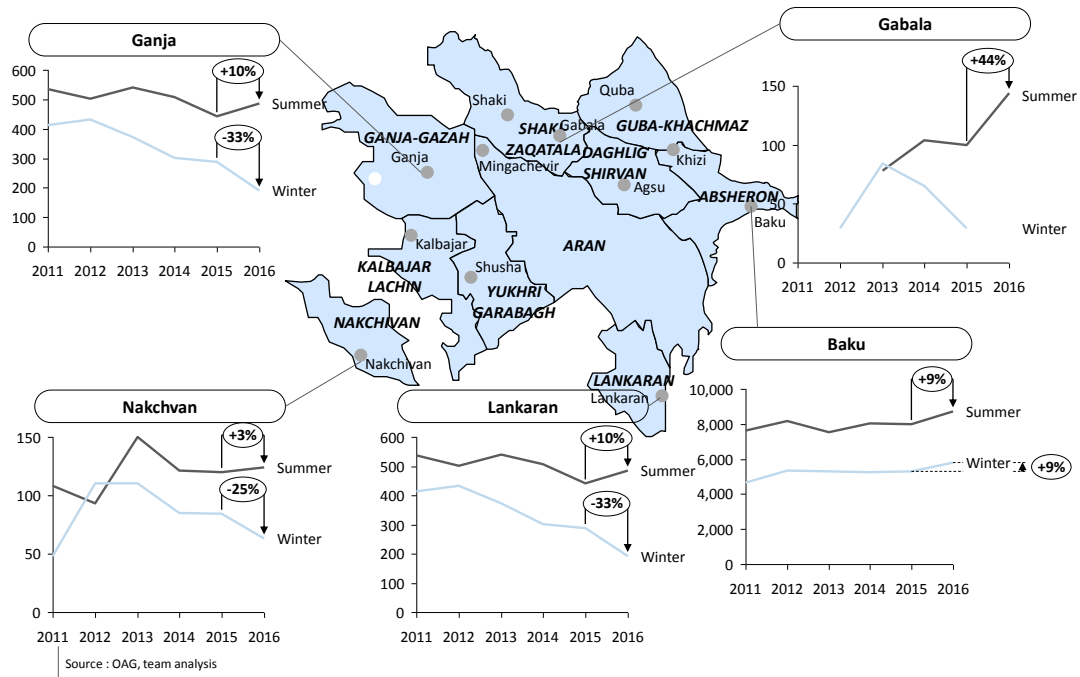 Ganja
600
500
400
300
200
100
0
2011 2012 2013 2014 2015 2016
+10%
Summer
-33%
Winter
Gabala
150
100
50
0
2011 2012 2013 2014 2015 2016
+44%
Summer
Winter
Shaki
Quba
SHAKI
ZAQATALA
Gabala
GUBA-KHACHMAZ
GANJA-GAZAH
Ganja
Mingachevir
DAGHLIG
SHIRVAN
Khizi
Agsu
ABSHERON
Baku
Kalbajar
ARAN
KALBAJAR
LACHIN
Shusha
YUKHRI
GARABAGH
NAKCHIVAN
Nakchivan
LANKARAN
Lankaran
Nakchvan
150
100
50
0
2011 2012 2013 2014 2015 2016
+3%
Summer
-25%
Winter
Lankaran
600
500
400
300
200
100
0
2011 2012 2013 2014 2015 2016
+10%
Summer
-33%
Winter
Baku
10,000
8,000
6,000
4,000
2,000
0
2011 2012 2013 2014 2015 2016
+9%
Summer
Winter
+9%
Source : OAG, team analysis